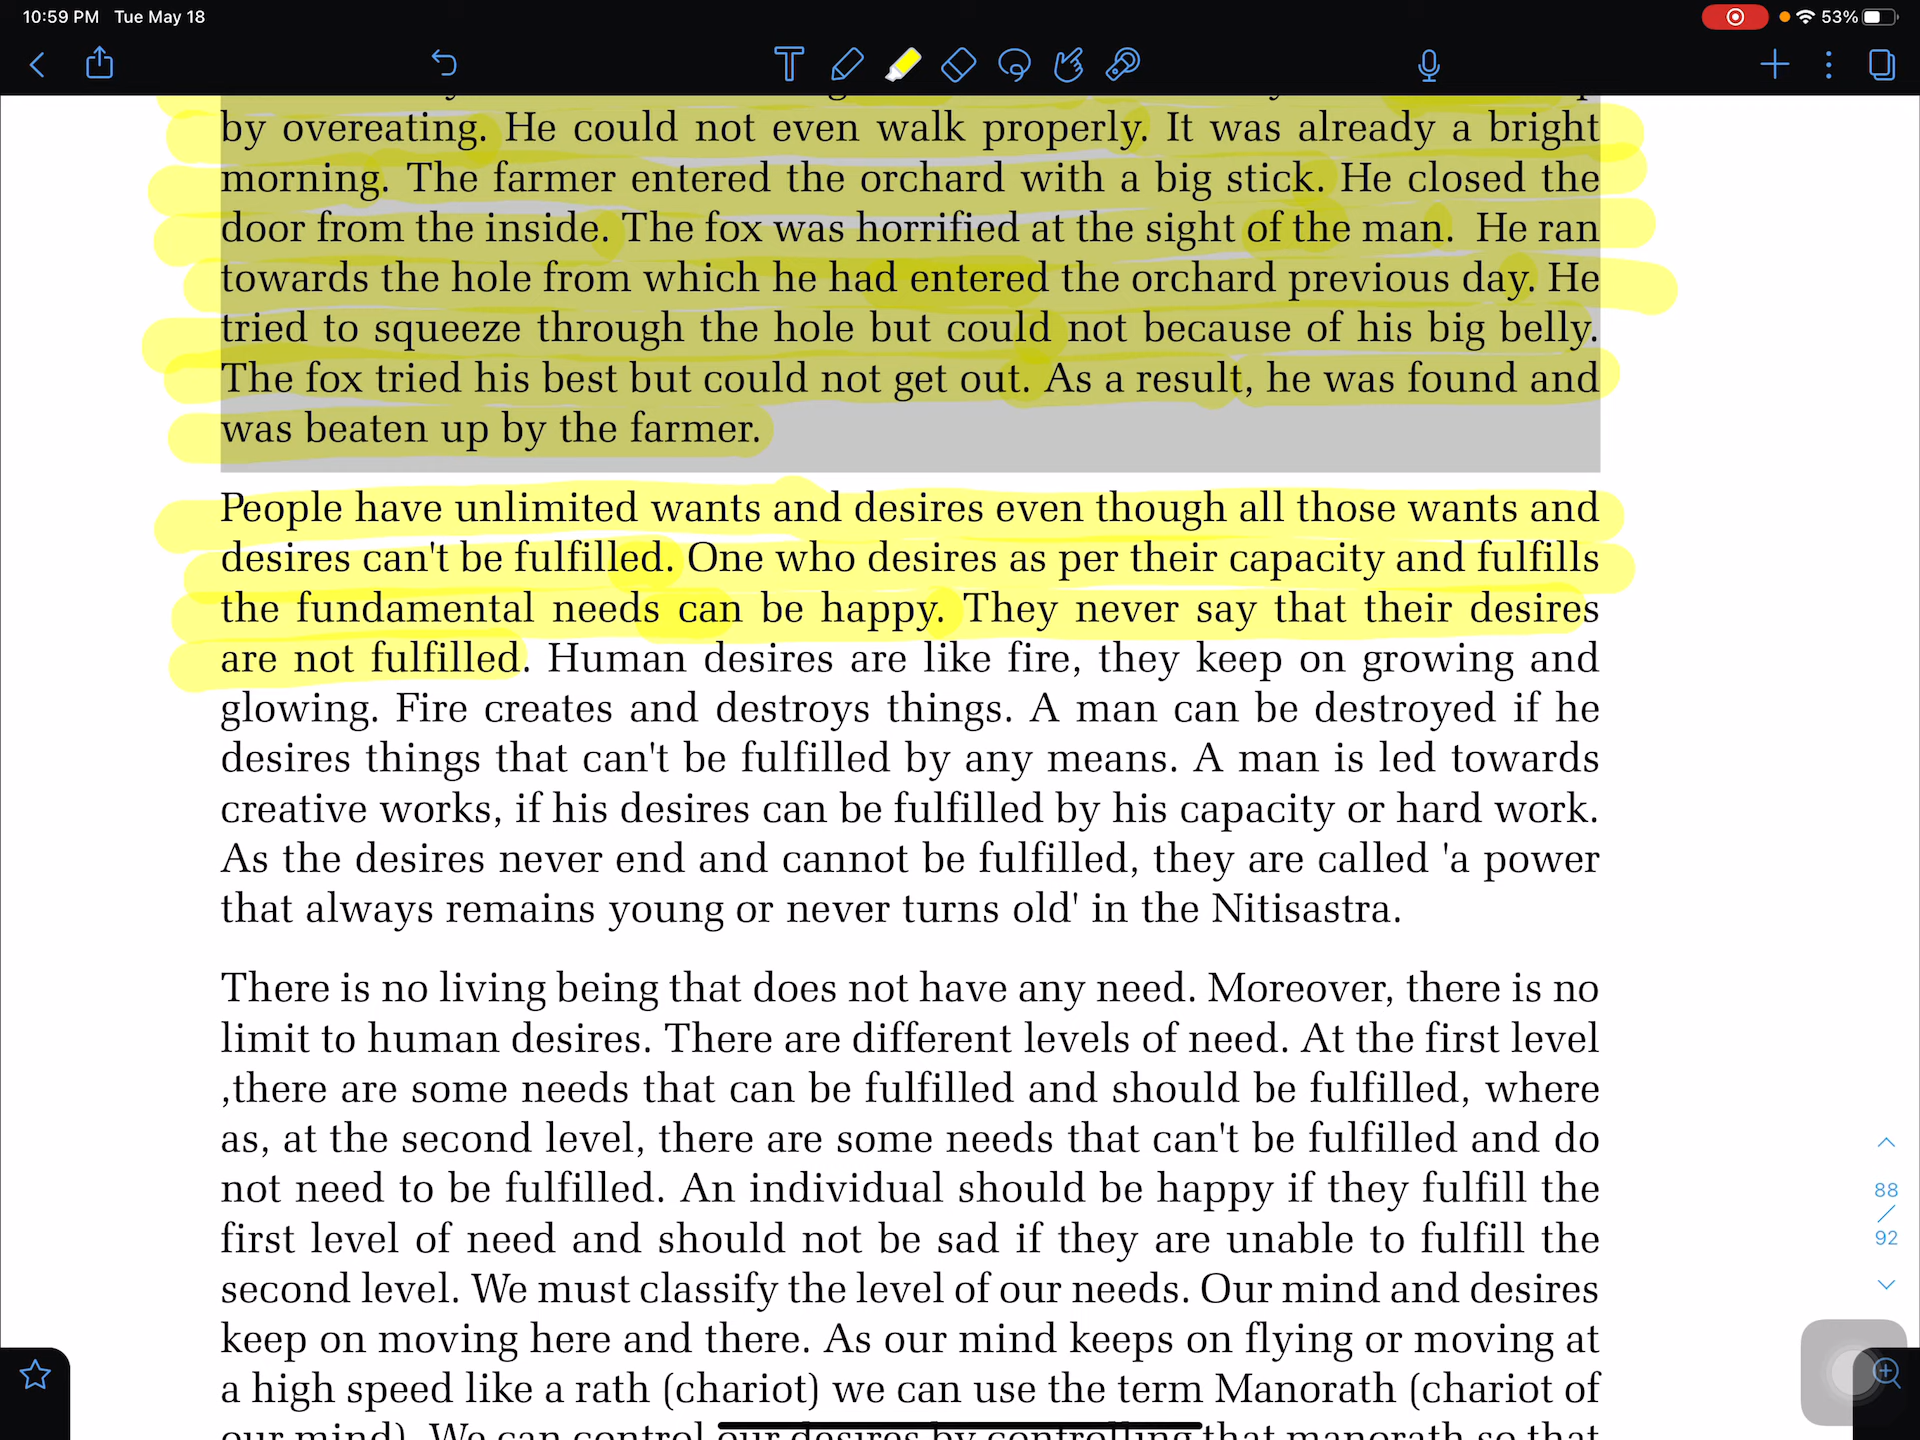 10:59 PM Tue May 18
53%
by overeating. He could not even walk properly. It was already a bright
morning. The farmer entered the orchard with a big stick. He closed the
door from the inside. The fox was horrified at the sight of the man. He ran
towards the hole from which he had entered the orchard previous day. He
tried to squeeze through the hole but could not because of his big belly.
The fox tried his best but could not get out. As a result, he was found and
was beaten up by the farmer.
People have unlimited wants and desires even though all those wants and
desires can't be fulfilled. One who desires as per their capacity and fulfills
the fundamental needs can be happy. They never say that their desires
are not fulfilled. Human desires are like fire, they keep on growing and
glowing. Fire creates and destroys things. A man can be destroyed if he
desires things that can't be fulfilled by any means. A man is led towards
creative works, if his desires can be fulfilled by his capacity or hard work.
As the desires never end and cannot be fulfilled, they are called 'a power
that always remains young or never turns old' in the Nitisastra.
There is no living being that does not have any need. Moreover, there is no
limit to human desires. There are different levels of need. At the first level
,there are some needs that can be fulfilled and should be fulfilled, where
as, at the second level, there are some needs that can't be fulfilled and do
not need to be fulfilled. An individual should be happy if they fulfill the
first level of need and should not be sad if they are unable to fulfill the
second level. We must classify the level of our needs. Our mind and desires
keep on moving here and there. As our mind keeps on flying or moving at
a high speed like a rath (chariot) we can use the term Manorath (chariot of
our mind). We can control our desires by controlling that manorath so that
88
/
92